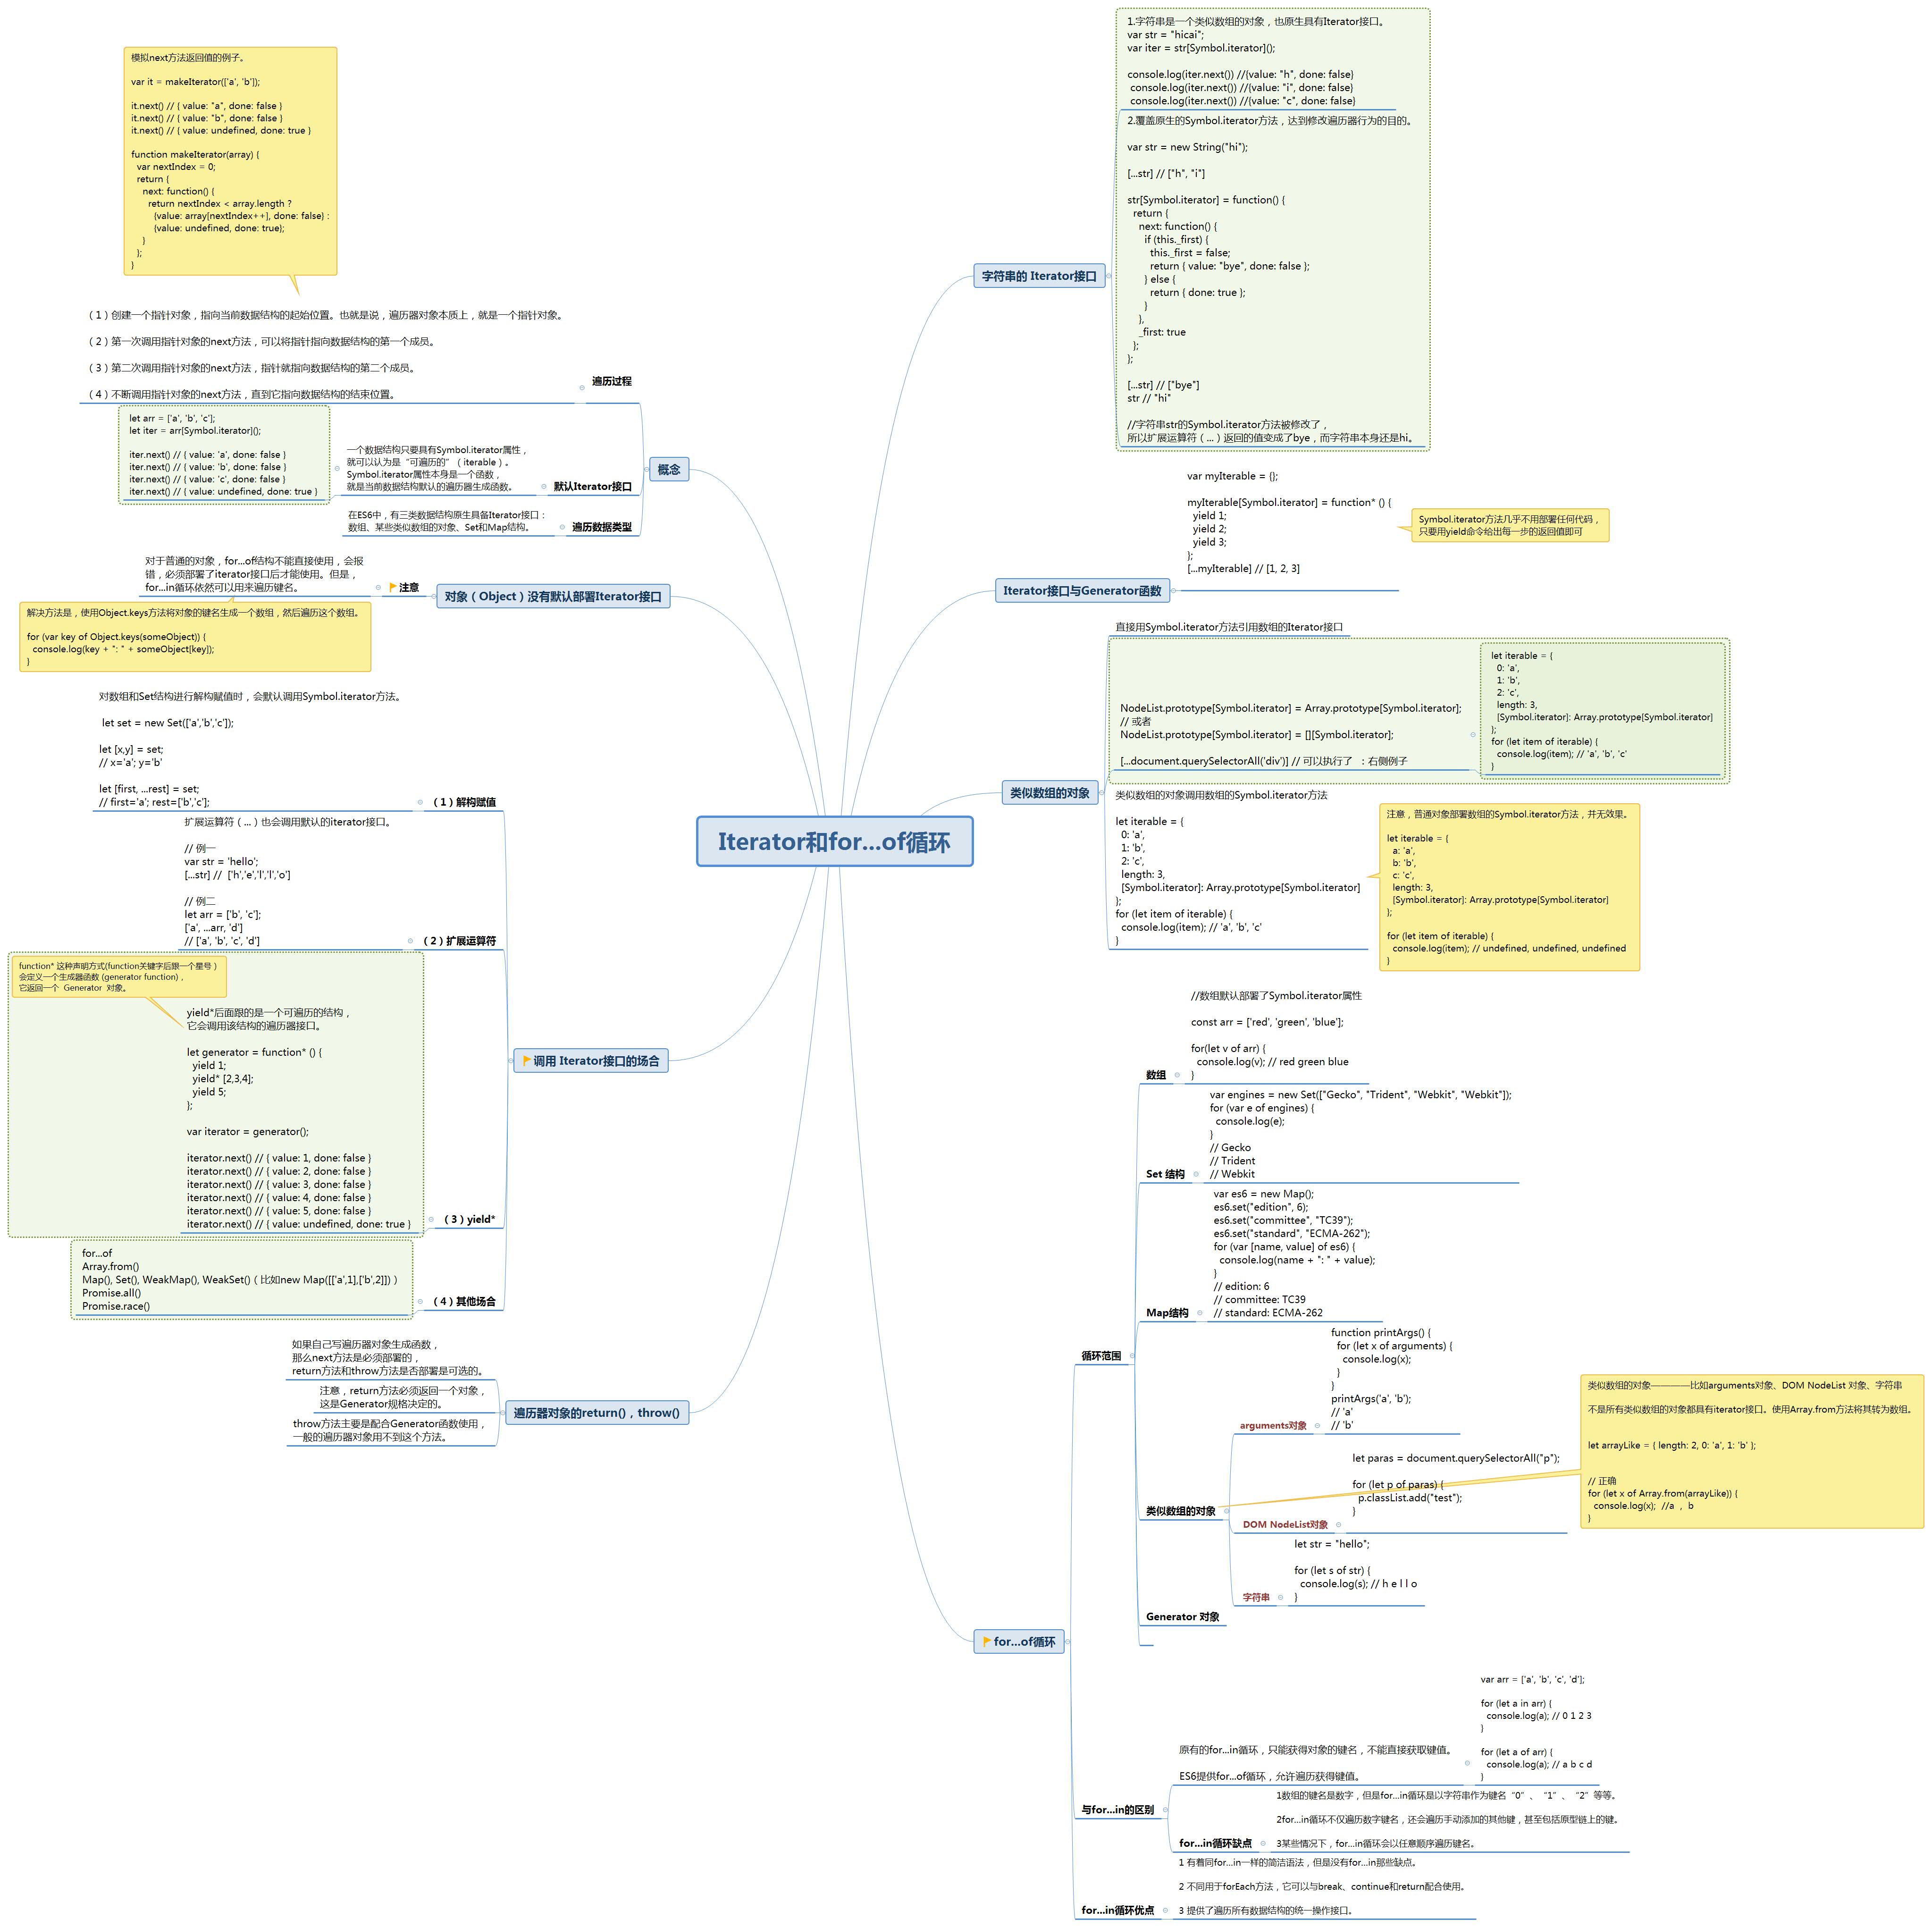 Iterator和for...of循环
模拟next方法返回值的例子。
var it = makeIterator(['a', 'b']);
it.next() // { value: "a", done: false }
it.next() // { value: "b", done: false }
it.next() // { value: undefined, done: true }
function makeIterator(array) {
var nextIndex = 0;
return {
next: function() {
return nextIndex < array.length ?
{value: array[nextIndex++], done: false} :
{value: undefined, done: true};
}
};
}
（1）创建一个指针对象，指向当前数据结构的起始位置。也就是说，遍历器对象本质上，就是一个指针对象。
（2）第一次调用指针对象的next方法，可以将指针指向数据结构的第一个成员。
（3）第二次调用指针对象的next方法，指针就指向数据结构的第二个成员。
（4）不断调用指针对象的next方法，直到它指向数据结构的结束位置。
遍历过程
let arr = ['a', 'b', 'c'];
let iter = arr[Symbol.iterator]();
iter.next() // { value: 'a', done: false }
iter.next() // { value: 'b', done: false }
iter.next() // { value: 'c', done: false }
iter.next() // { value: undefined, done: true }
一个数据结构只要具有Symbol.iterator属性，
就可以认为是“可遍历的”（iterable）。
Symbol.iterator属性本身是一个函数，
就是当前数据结构默认的遍历器生成函数。
默认Iterator接口
概念
在ES6中，有三类数据结构原生具备Iterator接口：
数组、某些类似数组的对象、Set和Map结构。
遍历数据类型
对于普通的对象，for...of结构不能直接使用，会报
错，必须部署了iterator接口后才能使用。但是，
for...in循环依然可以用来遍历键名。
注意
对象（Object）没有默认部署Iterator接口
解决方法是，使用Object.keys方法将对象的键名生成一个数组，然后遍历这个数组。
for (var key of Object.keys(someObject)) {
console.log(key + ": " + someObject[key]);
}
对数组和Set结构进行解构赋值时，会默认调用Symbol.iterator方法。
let set = new Set(['a','b','c']);
let [x,y] = set;
// x='a'; y='b'
let [first, ...rest] = set;
// first='a'; rest=['b','c'];
（1）解构赋值
扩展运算符（...）也会调用默认的iterator接口。
// 例一
var str = 'hello';
[...str] //  ['h','e','l','l','o']
// 例二
let arr = ['b', 'c'];
['a', ...arr, 'd']
// ['a', 'b', 'c', 'd']
（2）扩展运算符
function* 这种声明方式(function关键字后跟一个星号）
会定义一个生成器函数 (generator function)，
它返回一个  Generator  对象。
yield*后面跟的是一个可遍历的结构，
它会调用该结构的遍历器接口。
let generator = function* () {
yield 1;
yield* [2,3,4];
yield 5;
};
var iterator = generator();
iterator.next() // { value: 1, done: false }
iterator.next() // { value: 2, done: false }
iterator.next() // { value: 3, done: false }
iterator.next() // { value: 4, done: false }
iterator.next() // { value: 5, done: false }
iterator.next() // { value: undefined, done: true }
（3）yield*
调用 Iterator接口的场合
for...of
Array.from()
Map(), Set(), WeakMap(), WeakSet()（比如new Map([['a',1],['b',2]])）
Promise.all()
Promise.race()
（4）其他场合
如果自己写遍历器对象生成函数，
那么next方法是必须部署的，
return方法和throw方法是否部署是可选的。
注意，return方法必须返回一个对象，
这是Generator规格决定的。
throw方法主要是配合Generator函数使用，
一般的遍历器对象用不到这个方法。
遍历器对象的return()，throw()
1.字符串是一个类似数组的对象，也原生具有Iterator接口。
var str = "hicai";
var iter = str[Symbol.iterator]();
console.log(iter.next()) //{value: "h", done: false}
console.log(iter.next()) //{value: "i", done: false}
console.log(iter.next()) //{value: "c", done: false}
2.覆盖原生的Symbol.iterator方法，达到修改遍历器行为的目的。
var str = new String("hi");
[...str] // ["h", "i"]
str[Symbol.iterator] = function() {
return {
next: function() {
if (this._first) {
this._first = false;
return { value: "bye", done: false };
} else {
return { done: true };
}
},
_first: true
};
};
[...str] // ["bye"]
str // "hi"
//字符串str的Symbol.iterator方法被修改了，
所以扩展运算符（...）返回的值变成了bye，而字符串本身还是hi。
字符串的 Iterator接口
var myIterable = {};
myIterable[Symbol.iterator] = function* () {
yield 1;
yield 2;
yield 3;
};
[...myIterable] // [1, 2, 3]
Symbol.iterator方法几乎不用部署任何代码，
只要用yield命令给出每一步的返回值即可
Iterator接口与Generator函数
直接用Symbol.iterator方法引用数组的Iterator接口
NodeList.prototype[Symbol.iterator] = Array.prototype[Symbol.iterator];
// 或者
NodeList.prototype[Symbol.iterator] = [][Symbol.iterator];
[...document.querySelectorAll('div')] // 可以执行了  ：右侧例子
let iterable = {
0: 'a',
1: 'b',
2: 'c',
length: 3,
[Symbol.iterator]: Array.prototype[Symbol.iterator]
};
for (let item of iterable) {
console.log(item); // 'a', 'b', 'c'
}
类似数组的对象
类似数组的对象调用数组的Symbol.iterator方法
let iterable = {
0: 'a',
1: 'b',
2: 'c',
length: 3,
[Symbol.iterator]: Array.prototype[Symbol.iterator]
};
for (let item of iterable) {
console.log(item); // 'a', 'b', 'c'
}
注意，普通对象部署数组的Symbol.iterator方法，并无效果。
let iterable = {
a: 'a',
b: 'b',
c: 'c',
length: 3,
[Symbol.iterator]: Array.prototype[Symbol.iterator]
};
for (let item of iterable) {
console.log(item); // undefined, undefined, undefined
}
//数组默认部署了Symbol.iterator属性
const arr = ['red', 'green', 'blue'];
for(let v of arr) {
console.log(v); // red green blue
}
数组
var engines = new Set(["Gecko", "Trident", "Webkit", "Webkit"]);
for (var e of engines) {
console.log(e);
}
// Gecko
// Trident
// Webkit
Set 结构
var es6 = new Map();
es6.set("edition", 6);
es6.set("committee", "TC39");
es6.set("standard", "ECMA-262");
for (var [name, value] of es6) {
console.log(name + ": " + value);
}
// edition: 6
// committee: TC39
// standard: ECMA-262
Map结构
循环范围
function printArgs() {
for (let x of arguments) {
console.log(x);
}
}
printArgs('a', 'b');
// 'a'
// 'b'
arguments对象
let paras = document.querySelectorAll("p");
for (let p of paras) {
p.classList.add("test");
}
DOM NodeList对象
类似数组的对象
let str = "hello";
for (let s of str) {
console.log(s); // h e l l o
}
字符串
类似数组的对象————比如arguments对象、DOM NodeList 对象、字符串
不是所有类似数组的对象都具有iterator接口。使用Array.from方法将其转为数组。
let arrayLike = { length: 2, 0: 'a', 1: 'b' };
// 正确
for (let x of Array.from(arrayLike)) {
console.log(x);  //a  ，  b
}
Generator 对象
for...of循环
var arr = ['a', 'b', 'c', 'd'];
for (let a in arr) {
console.log(a); // 0 1 2 3
}
for (let a of arr) {
console.log(a); // a b c d
}
原有的for...in循环，只能获得对象的键名，不能直接获取键值。
ES6提供for...of循环，允许遍历获得键值。
与for...in的区别
1数组的键名是数字，但是for...in循环是以字符串作为键名“0”、“1”、“2”等等。
2for...in循环不仅遍历数字键名，还会遍历手动添加的其他键，甚至包括原型链上的键。
3某些情况下，for...in循环会以任意顺序遍历键名。
for...in循环缺点
1 有着同for...in一样的简洁语法，但是没有for...in那些缺点。
2 不同用于forEach方法，它可以与break、continue和return配合使用。
3 提供了遍历所有数据结构的统一操作接口。
for...in循环优点